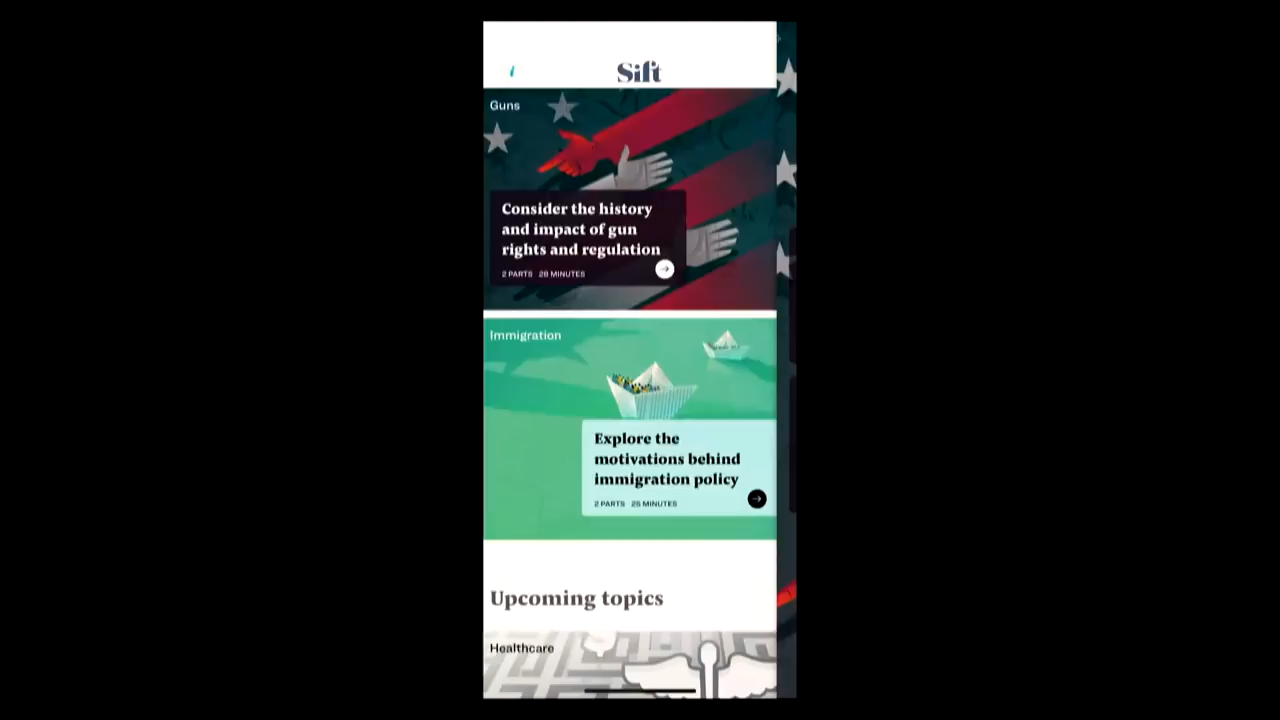 Sift
Guns
Consider the history
and impact of gun
rights and regulation
2 PARTS 28 MINUTES
Immigration
Explore the
motivations behind
immigration policy
2 PARTS 25 MINUTES
Upcoming topics
Healthcare